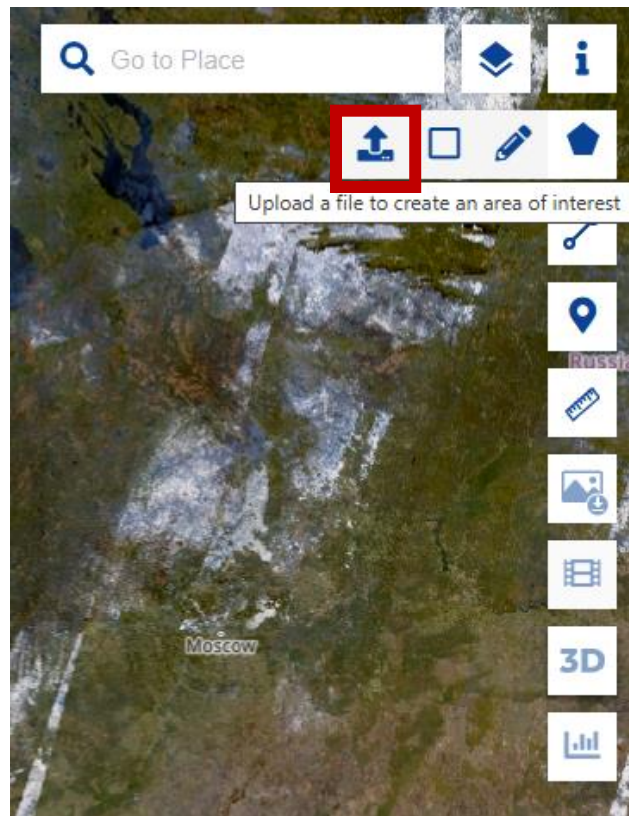 Go to Place
Upload a file to create an area of interest
Russia
Moscow
3D